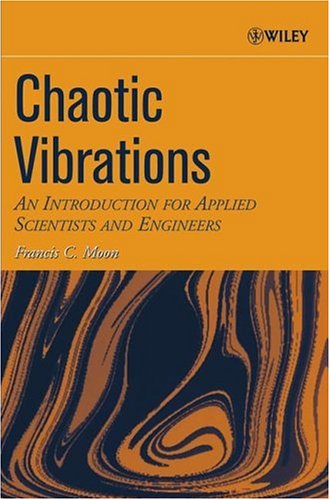 WILEY
Chaotic
Vibrations
AN INTRODUCTION FOR APPLIED
SCIENTISTS AND ENGINEERS
Francis C. Moon